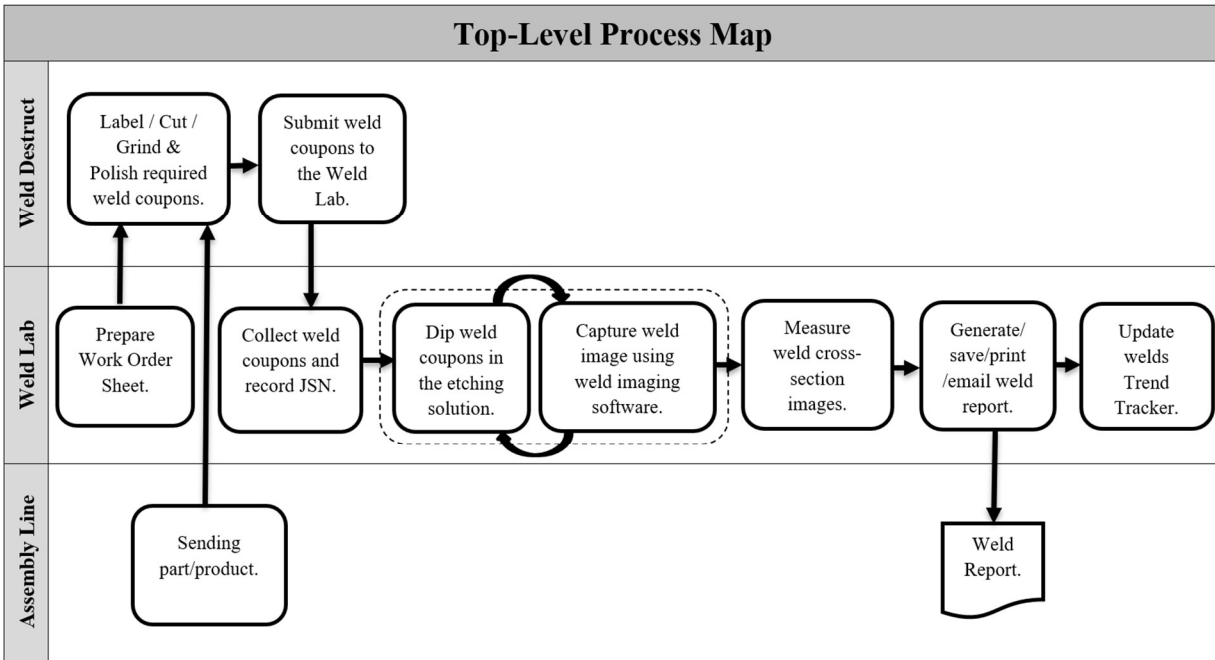 Top-Level Process Map
Weld Destruct
Label / Cut /
Grind &
Polish required
weld coupons.
Submit weld
coupons to
the Weld
Lab.
Weld Lab
Prepare
Work Order
Sheet.
Collect weld
coupons and
record JSN.
Dip weld
coupons in
the etching
solution.
Capture weld
image using
weld imaging
software.
Measure
weld cross-
section
images.
Generate/
save/print
/email weld
report.
Update
welds
Trend
Tracker.
Assembly Line
Sending
part/product.
Weld
Report.